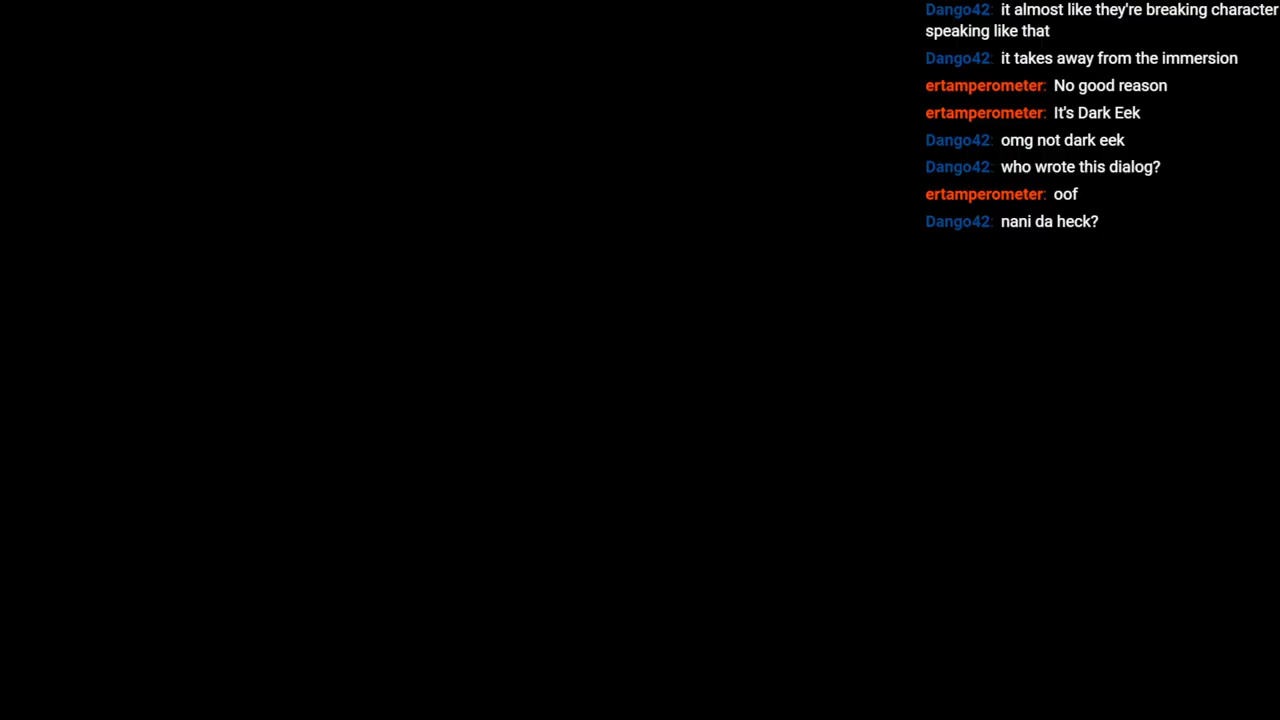 Dango42: it almost like they're breaking character
speaking like that
Dango42: it takes away from the immersion
ertamperometer: No good reason
ertamperometer: It's Dark Eek
Dango42: omg not dark eek
Dango42: who wrote this dialog?
ertamperometer: oof
Dango42: nani da heck?